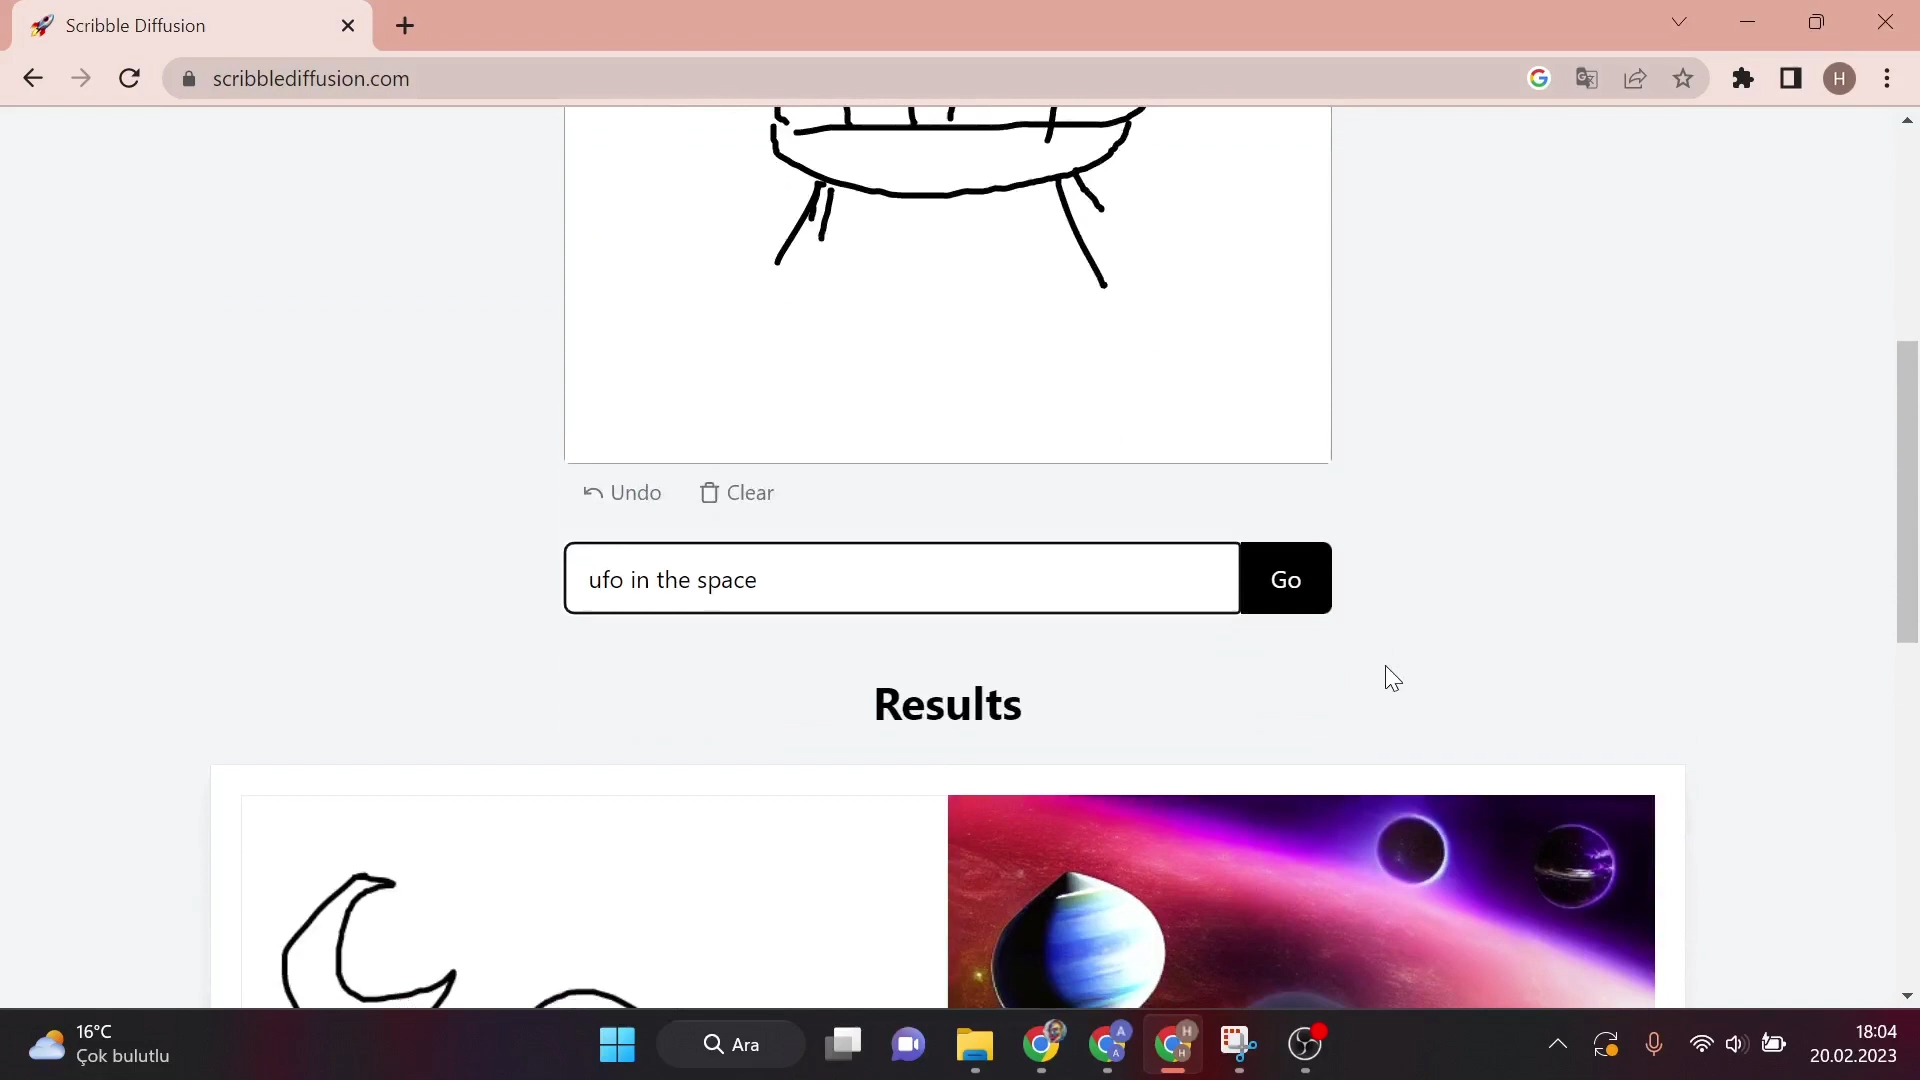 Scribble Diffusion
scribblediffusion.com
H
Undo
Clear
ufo in the space
Go
Results
16°C
Çok bulutlu
Ara
A
A
H
H
18:04
20.02.2023